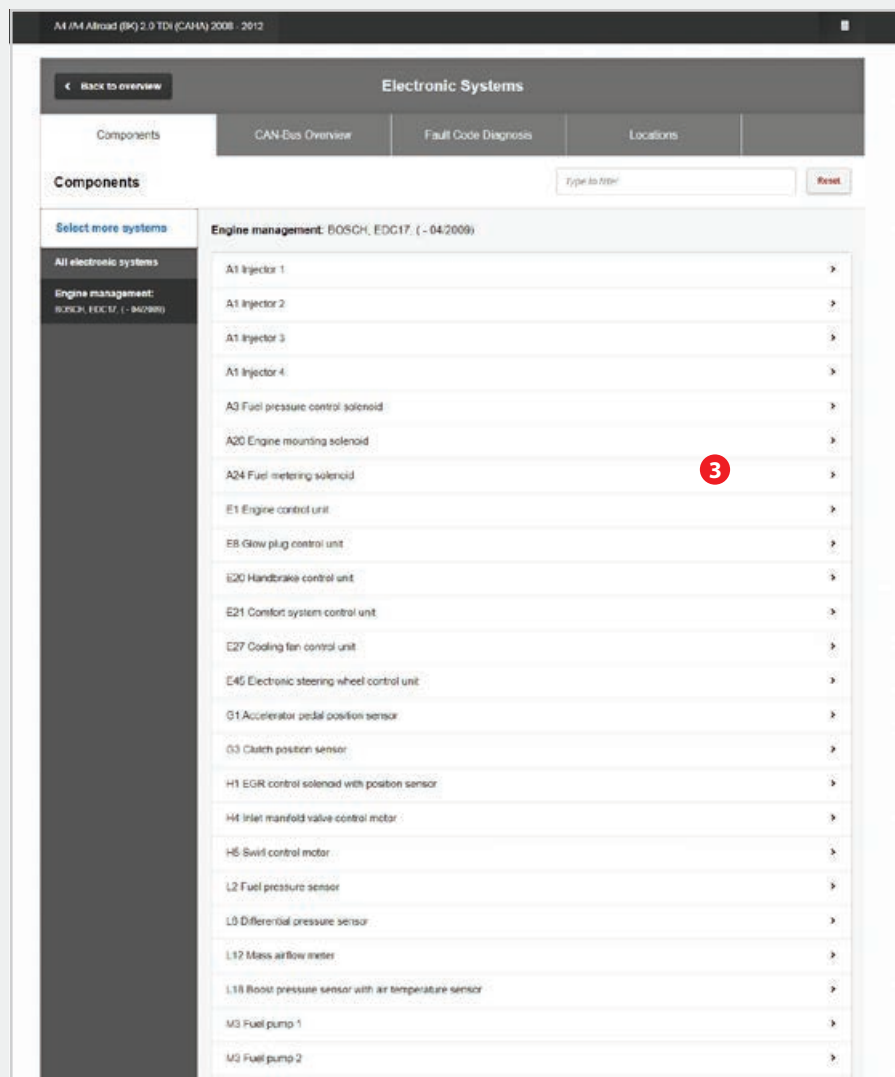 A4 /A4 Allroad (8K) 2.0 TDI (CAHA) 2008 - 2012
Back to overview
Electronic Systems
Components
CAN-Bus Overview
Fault Code Diagnosis
Locations
Components
Type to filter
Reset
Select more systems
All electronic systems
Engine management:
BOSCH, EDC17, ( - 04/2009)
Engine management: BOSCH, EDC17, ( - 04/2009)
A1 Injector 1
A1 Injector 2
A1 Injector 3
A1 Injector 4
A3 Fuel pressure control solenoid
A20 Engine mounting solenoid
A24 Fuel metering solenoid
3
E1 Engine control unit
E8 Glow plug control unit
E20 Handbrake control unit
E21 Comfort system control unit
E27 Cooling fan control unit
E45 Electronic steering wheel control unit
G1 Accelerator pedal position sensor
G3 Clutch position sensor
H1 EGR control solenoid with position sensor
H4 Inlet manifold valve control motor
H5 Swirl control motor
L2 Fuel pressure sensor
Differential pressure sensor
L12 Mass airflow meter
L18 Boost pressure sensor with air temperature sensor
M3 Fuel pump 1
M3 Fuel pump 2